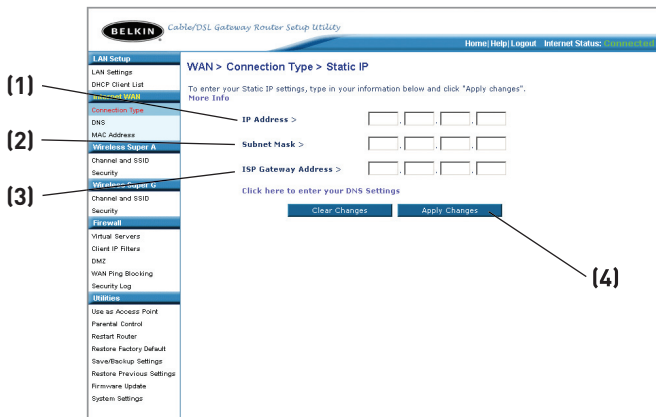 BELKIN
Cable/DSL Gateway Router Setup Utility
Home|Help|Logout Internet Status: Connected
LAN Setup
LAN Settings
DHCP Client List
Internet WAN
Connection Type
DNS
MAC Address
Wireless Super A
Channel and SSID
Security
Wireless Super G
Channel and SSID
Security
Firewall
Virtual Servers
Client IP Filters
DMZ
WAN Ping Blocking
Security Log
Utilities
Use as Access Point
Parental Control
Restart Router
Restore Factory Default
Save/Backup Settings
Restore Previous Settings
Firmware Update
System Settings
WAN > Connection Type > Static IP
To enter your Static IP settings, type in your information below and click "Apply changes".
More Info
(1)
IP Address >
. . .
(2)
Subnet Mask >
. . .
(3)
ISP Gateway Address >
. . .
Click here to enter your DNS Settings
Clear Changes
Apply Changes
(4)